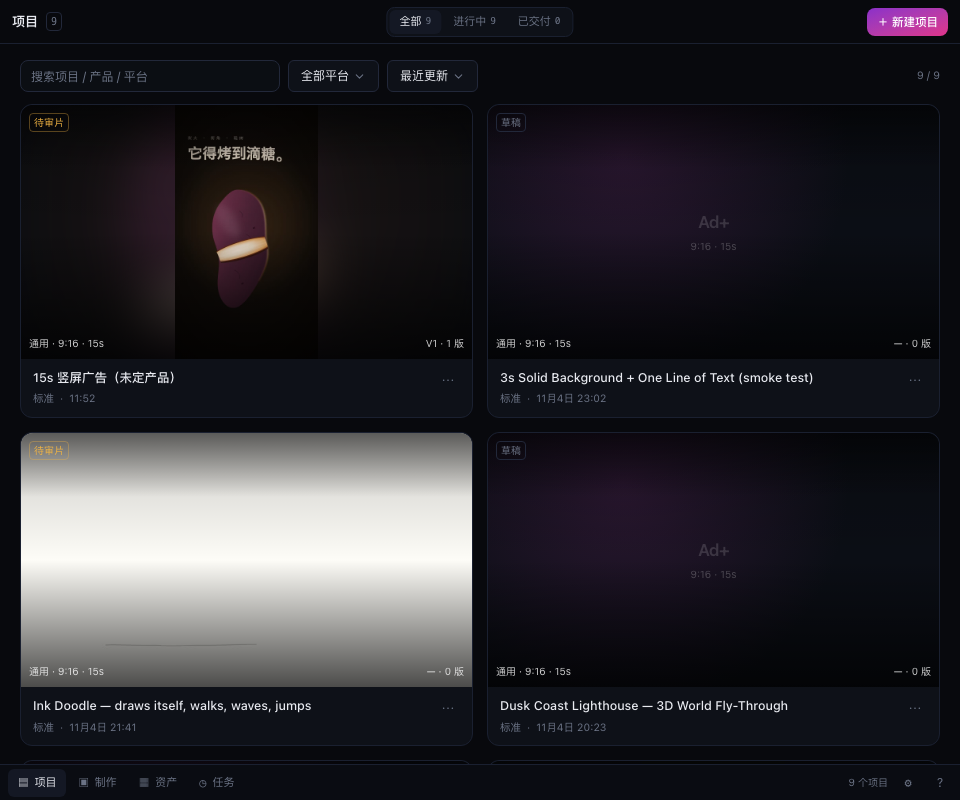 项目 9
全部 9 进行中 9 已交付 0
+ 新建项目
搜索项目 / 产品 / 平台
全部平台
最近更新
9 / 9
待审片
它得烤到滴糖。
通用 · 9:16 · 15s
V1 · 1 版
15s 竖屏广告（未定产品）
···
标准 · 11:52
草稿
Ad+
9:16 · 15s
通用 · 9:16 · 15s
— · 0 版
3s Solid Background + One Line of Text (smoke test)
···
标准 · 11月4日 23:02
待审片
通用 · 9:16 · 15s
— · 0 版
Ink Doodle — draws itself, walks, waves, jumps
···
标准 · 11月4日 21:41
草稿
Ad+
9:16 · 15s
通用 · 9:16 · 15s
— · 0 版
Dusk Coast Lighthouse — 3D World Fly-Through
···
标准 · 11月4日 20:23
项目 制作 资产 任务
9 个项目
?